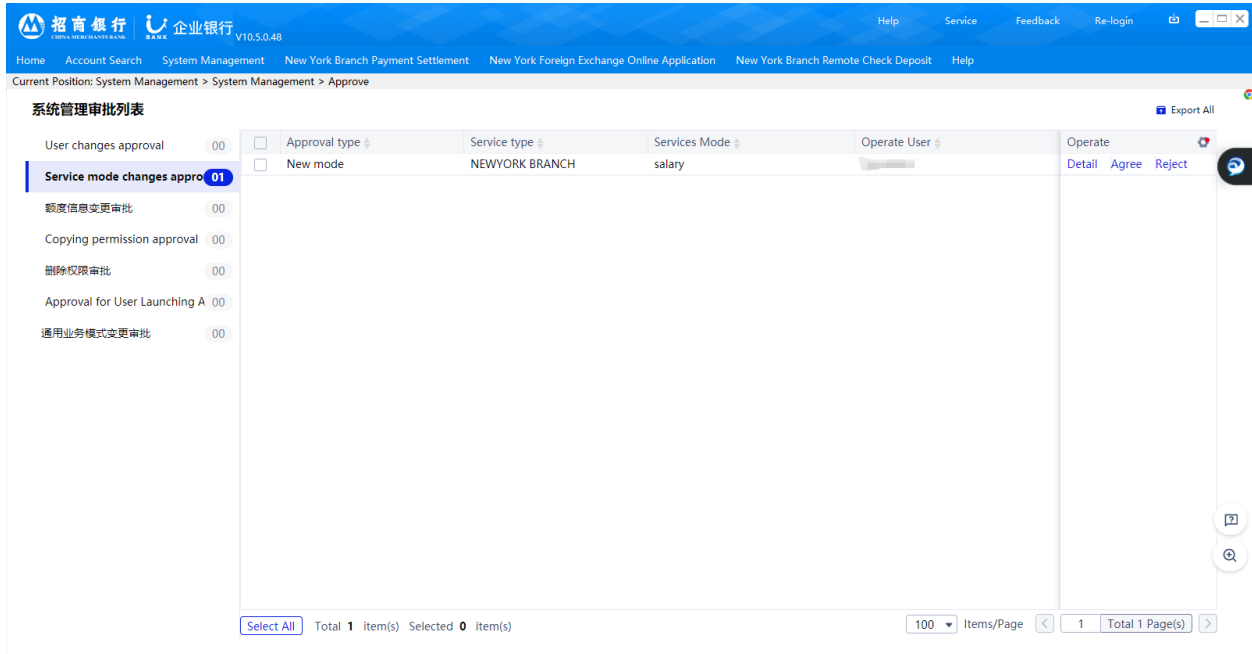 招商银行 CHINA MERCHANTS BANK U BANK 企业银行 V10.5.0.48 Help Service Feedback Re-login
Home Account Search System Management New York Branch Payment Settlement New York Foreign Exchange Online Application New York Branch Remote Check Deposit Help
Current Position: System Management > System Management > Approve
系统管理审批列表
Export All
User changes approval 00
Service mode changes appro 01
额度信息变更审批 00
Copying permission approval 00
删除权限审批 00
Approval for User Launching A 00
通用业务模式变更审批 00
Approval type Service type Services Mode Operate User Operate
New mode NEWYORK BRANCH salary Detail Agree Reject
Select All Total 1 item(s) Selected 0 item(s) 100 Items/Page < 1 Total 1 Page(s) >